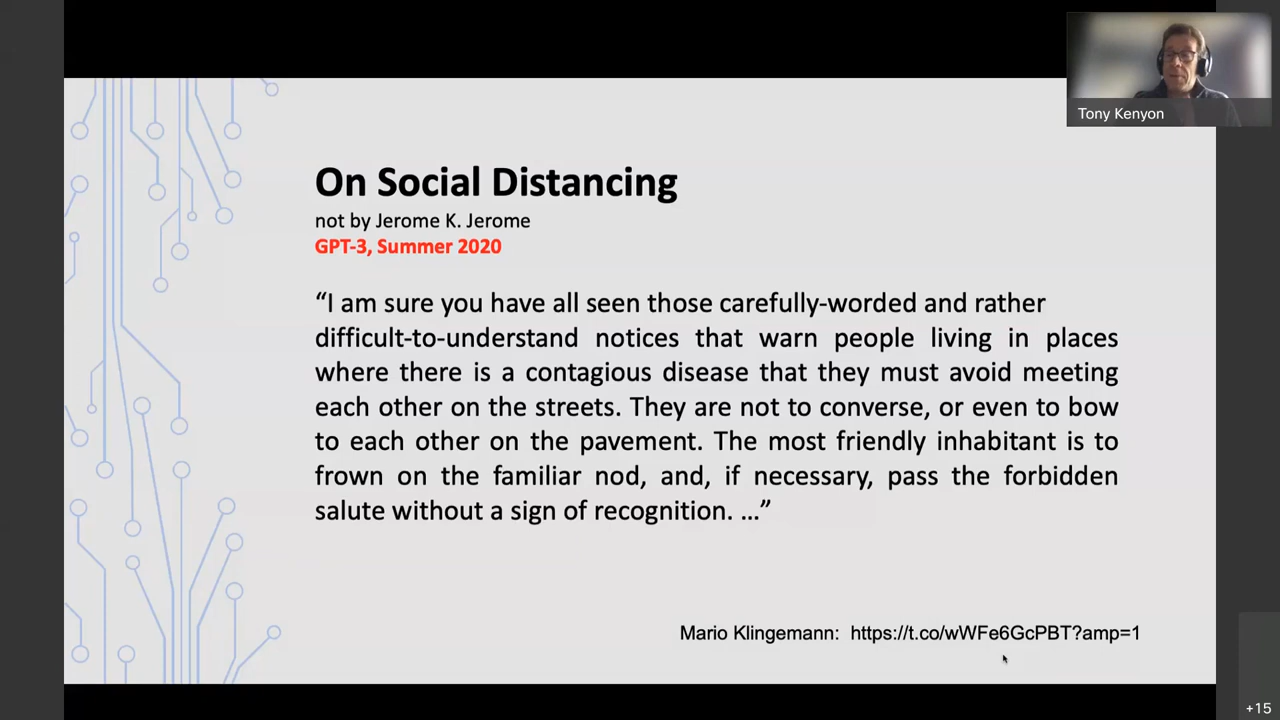 Tony Kenyon
On Social Distancing
not by Jerome K. Jerome
GPT-3, Summer 2020
“I am sure you have all seen those carefully-worded and rather
difficult-to-understand notices that warn people living in places
where there is a contagious disease that they must avoid meeting
each other on the streets. They are not to converse, or even to bow
to each other on the pavement. The most friendly inhabitant is to
frown on the familiar nod, and, if necessary, pass the forbidden
salute without a sign of recognition. ...”
Mario Klingemann: https://t.co/wWFe6GcPBT?amp=1
+15